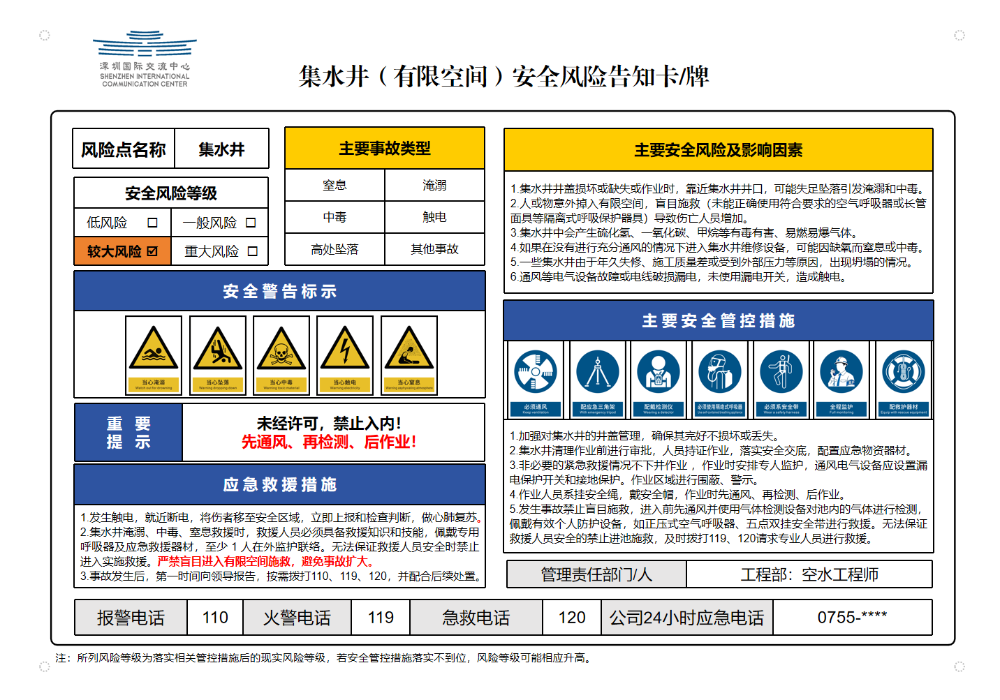 深圳国际交流中心
SHENZHEN INTERNATIONAL
COMMUNICATION CENTER
集水井（有限空间）安全风险告知卡/牌
风险点名称
集水井
安全风险等级
低风险 ☐
一般风险 ☐
较大风险 ☑
重大风险 ☐
主要事故类型
窒息
淹溺
中毒
触电
高处坠落
其他事故
主要安全风险及影响因素
1.集水井井盖损坏或缺失或作业时，靠近集水井井口，可能失足坠落引发淹溺和中毒。
2.人或物意外掉入有限空间，盲目施救（未能正确使用符合要求的空气呼吸器或长管
面具等隔离式呼吸保护器具）导致伤亡人员增加。
3.集水井中会产生硫化氢、一氧化碳、甲烷等有毒有害、易燃易爆气体。
4.如果在没有进行充分通风的情况下进入集水井维修设备，可能因缺氧而窒息或中毒。
5.一些集水井由于年久失修、施工质量差或受到外部压力等原因，出现坍塌的情况。
6.通风等电气设备故障或电线破损漏电，未使用漏电开关，造成触电。
安全警告标示
当心淹溺
Watch out for drowning
当心坠落
Warning dropping down
当心中毒
Warning toxic material
当心触电
Warning electricity
当心窒息
Warning asphyxiating atmosphere
重 要
提 示
未经许可，禁止入内！
先通风、再检测、后作业！
应急救援措施
1.发生触电，就近断电，将伤者移至安全区域，立即上报和检查判断，做心肺复苏。
2.集水井淹溺、中毒、窒息救援时，救援人员必须具备救援知识和技能，佩戴专用
呼吸器及应急救援器材，至少 1 人在外监护联络。无法保证救援人员安全时禁止
进入实施救援。严禁盲目进入有限空间施救，避免事故扩大。
3.事故发生后，第一时间向领导报告，按需拨打110、119、120，并配合后续处置。
主要安全管控措施
必须通风
Keep ventilation
配应急三角架
With emergency tripod
配戴检测仪
Wearing a detector
必须使用隔绝式呼吸器
Use self-contained breathing appliance
必须系安全带
Wear a safety harness
全程监护
Full monitoring
配救护器材
Equip with rescue equipment
1.加强对集水井的井盖管理，确保其完好不损坏或丢失。
2.集水井清理作业前进行审批，人员持证作业，落实安全交底，配置应急物资器材。
3.非必要的紧急救援情况不下井作业 ，作业时安排专人监护，通风电气设备应设置漏
电保护开关和接地保护。作业区域进行围蔽、警示。
4.作业人员系挂安全绳，戴安全帽，作业时先通风、再检测、后作业。
5.发生事故禁止盲目施救，进入前先通风并使用气体检测设备对池内的气体进行检测，
佩戴有效个人防护设备，如正压式空气呼吸器、五点双挂安全带进行救援。无法保证
救援人员安全的禁止进池施救，及时拨打119、120请求专业人员进行救援。
管理责任部门/人
工程部：空水工程师
报警电话
110
火警电话
119
急救电话
120
公司24小时应急电话
0755-****
注：所列风险等级为落实相关管控措施后的现实风险等级，若安全管控措施落实不到位，风险等级可能相应升高。